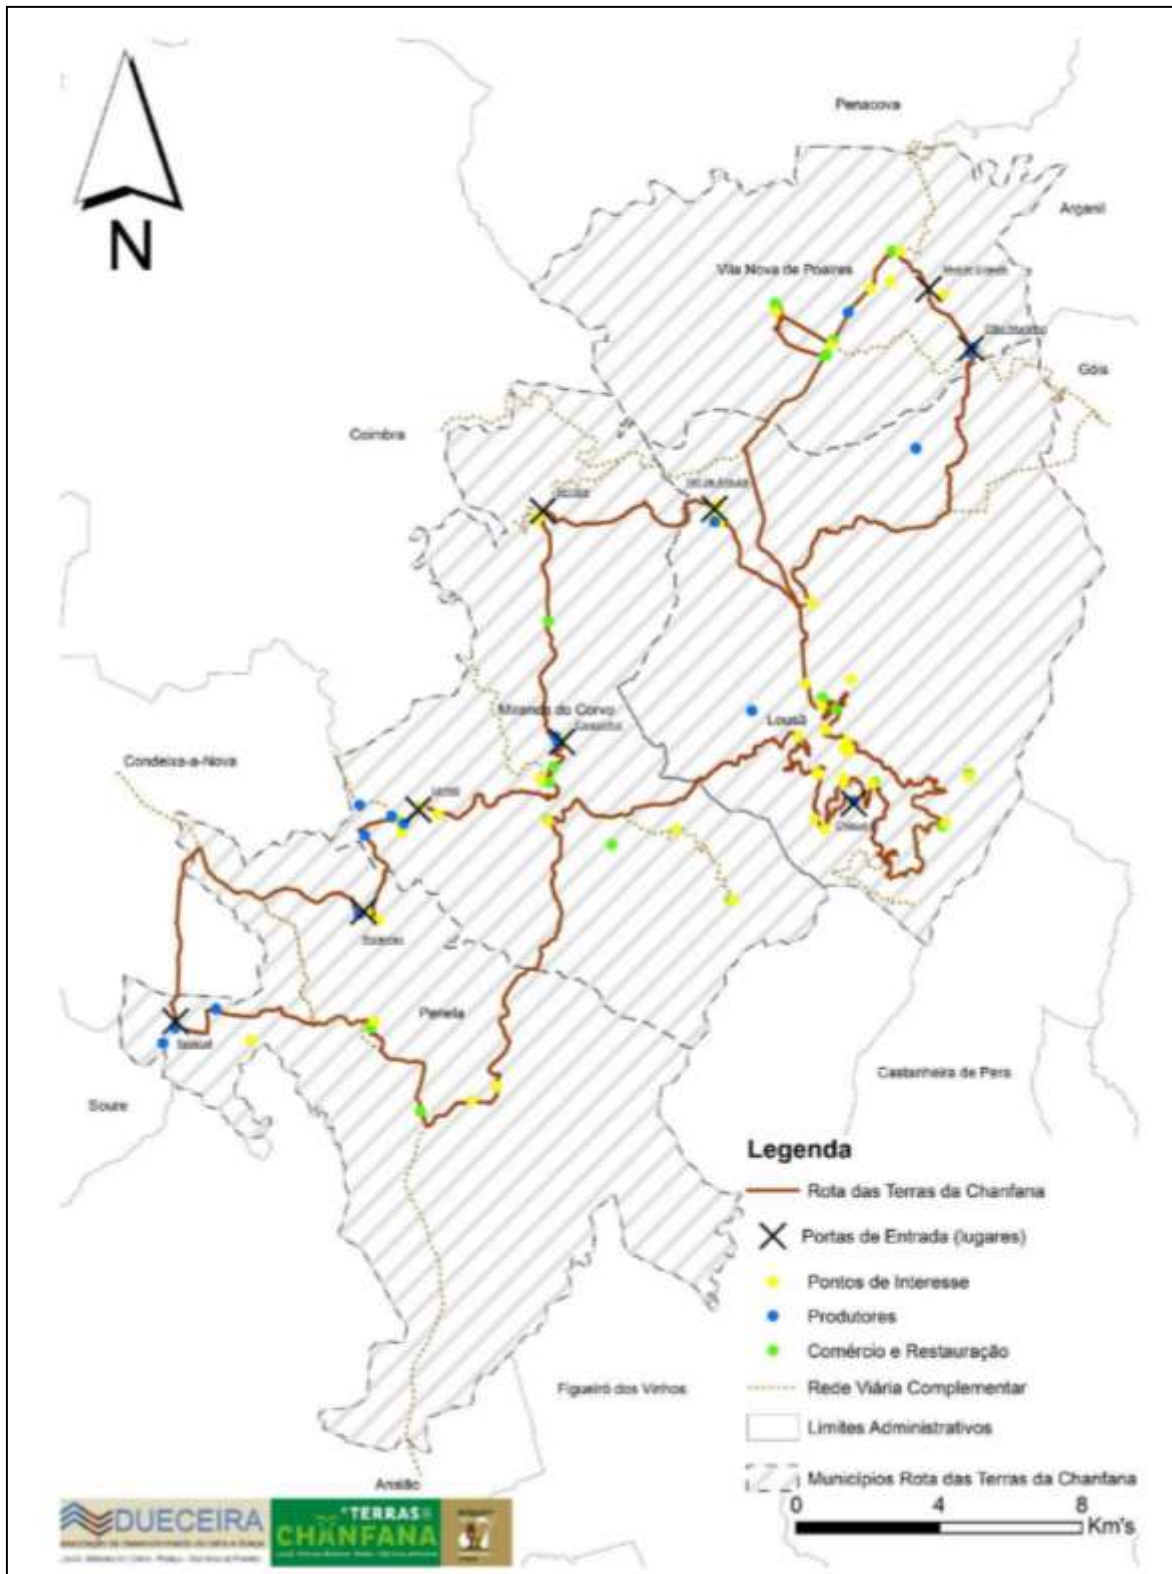 Penacova
Arganil
N
Vila Nova de Poiares
Góis
Coimbra
Miranda do Corvo
Lousã
Condeixa-a-Nova
Penela
Soure
Castanheira de Pera
Legenda
Rota das Terras da Chanfana
Portas de Entrada (lugares)
Pontos de Interesse
Produtores
Comércio e Restauração
Rede Viária Complementar
Figueiró dos Vinhos
Limites Administrativos
Municípios Rota das Terras da Chanfana
Ansião
0 4 8
Km's
DUECEIRA
TERRAS
CHANFANA